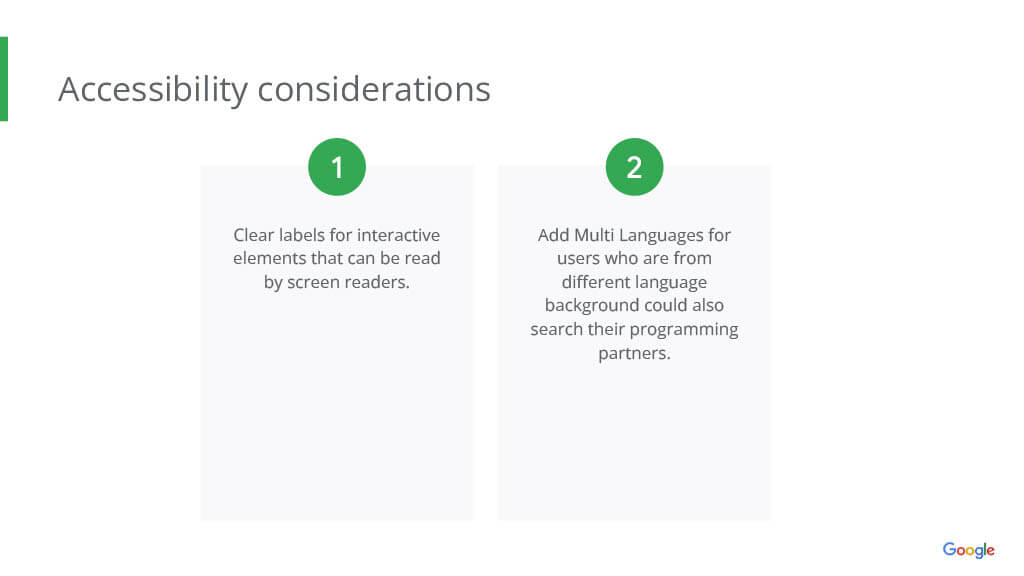 Accessibility considerations
1
Clear labels for interactive
elements that can be read
by screen readers.
2
Add Multi Languages for
users who are from
different language
background could also
search their programming
partners.
Google